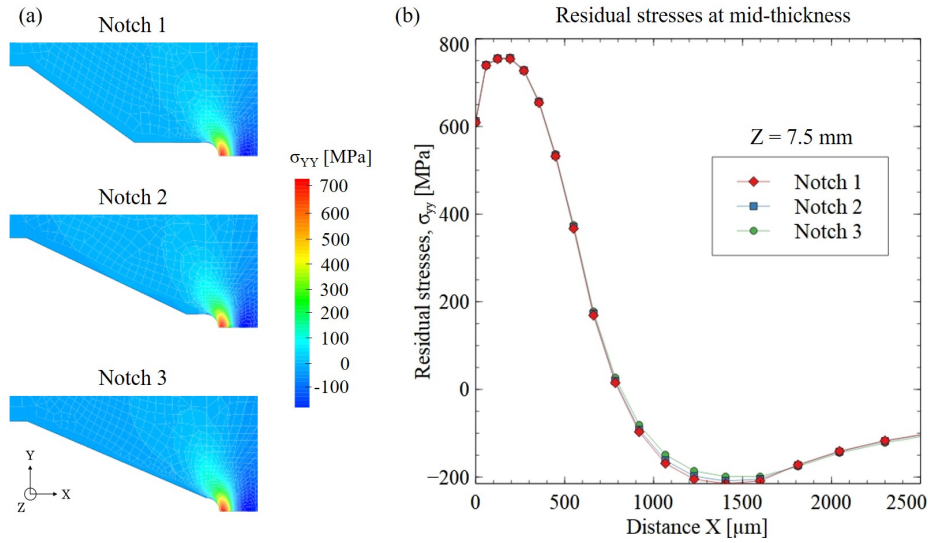 (a)
Notch 1
Notch 2
Notch 3
σYY [MPa]
700
600
500
400
300
200
100
0
-100
Y
X
Z
(b)
Residual stresses at mid-thickness
Residual stresses, σyy [MPa]
800
600
400
200
0
−200
Z = 7.5 mm
Notch 1
Notch 2
Notch 3
0
500
1000
1500
2000
2500
Distance X [µm]